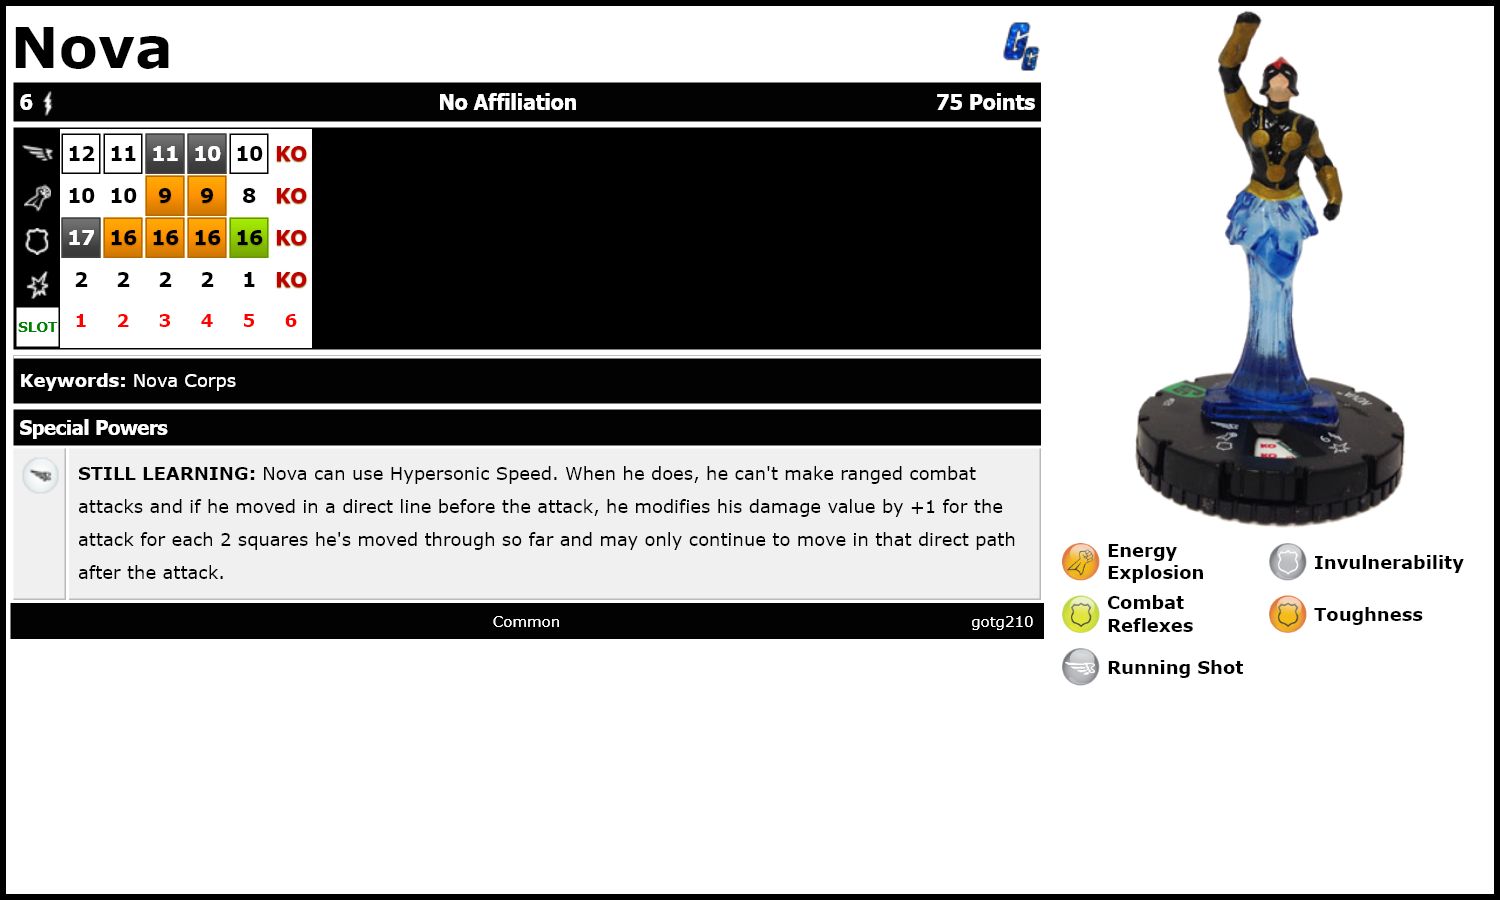 Nova
GG
6 No Affiliation 75 Points
12 11 11 10 10 KO
10 10 9 9 8 KO
17 16 16 16 16 KO
2 2 2 2 1 KO
SLOT 1 2 3 4 5 6
Keywords: Nova Corps
Special Powers
STILL LEARNING: Nova can use Hypersonic Speed. When he does, he can't make ranged combat
attacks and if he moved in a direct line before the attack, he modifies his damage value by +1 for the
attack for each 2 squares he's moved through so far and may only continue to move in that direct path
after the attack.
Common gotg210
NOVA
6
KO
KO
Energy
Explosion
Invulnerability
Combat
Reflexes
Toughness
Running Shot